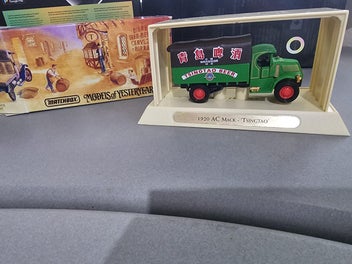 MATCHBOX
MODELS of YESTERYEAR
青島啤酒
TSINGTAO BEER
1920 AC MACK - 'TSINGTAO'